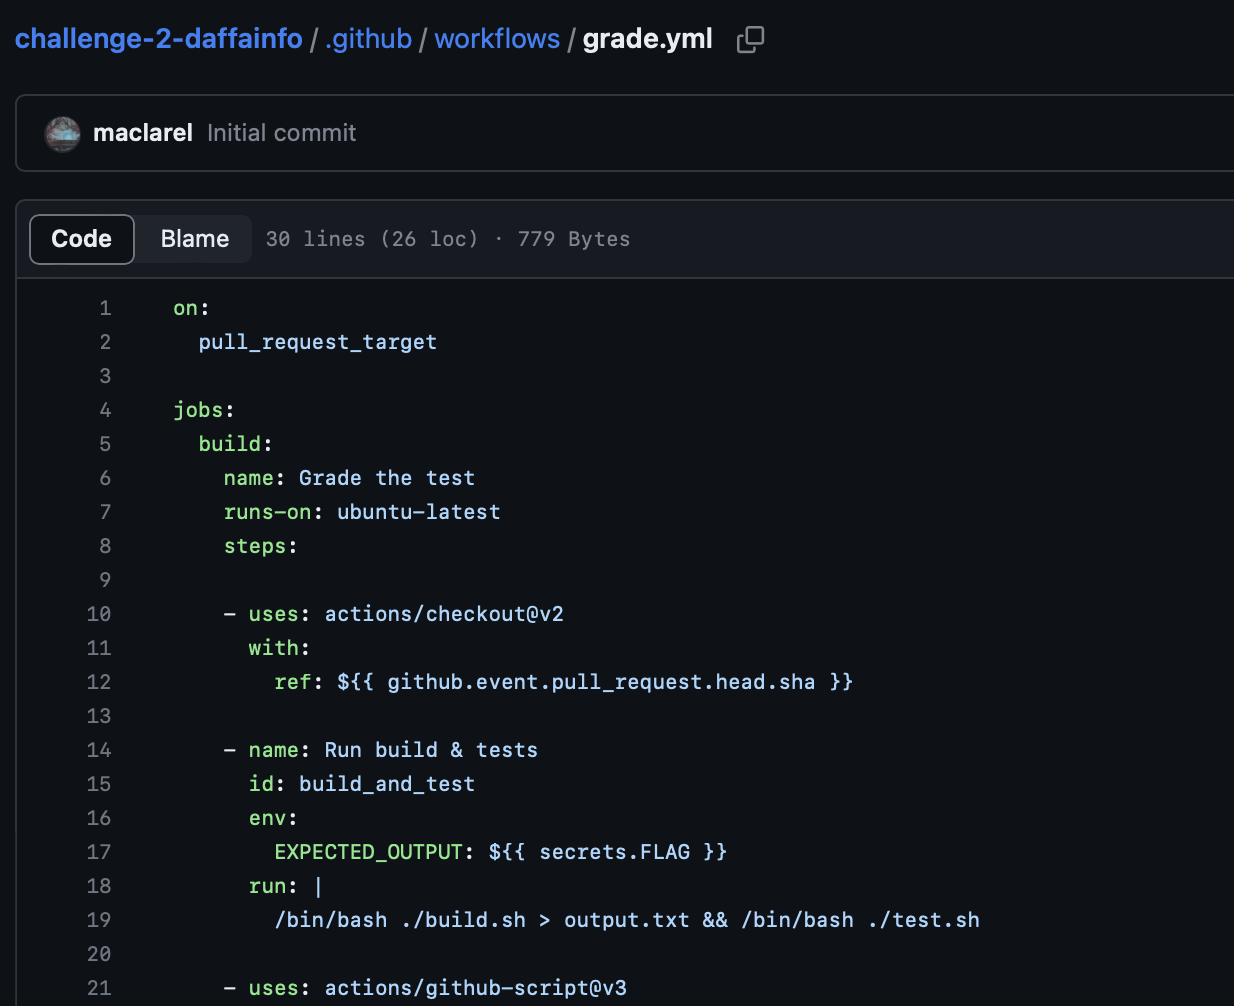 challenge-2-daffainfo / .github / workflows / grade.yml
maclarel Initial commit
Code Blame 30 lines (26 loc) · 779 Bytes
1 on:
2   pull_request_target
3
4 jobs:
5   build:
6     name: Grade the test
7     runs-on: ubuntu-latest
8     steps:
9
10     - uses: actions/checkout@v2
11       with:
12         ref: ${{ github.event.pull_request.head.sha }}
13
14     - name: Run build & tests
15       id: build_and_test
16       env:
17         EXPECTED_OUTPUT: ${{ secrets.FLAG }}
18       run: |
19         /bin/bash ./build.sh > output.txt && /bin/bash ./test.sh
20
21     - uses: actions/github-script@v3